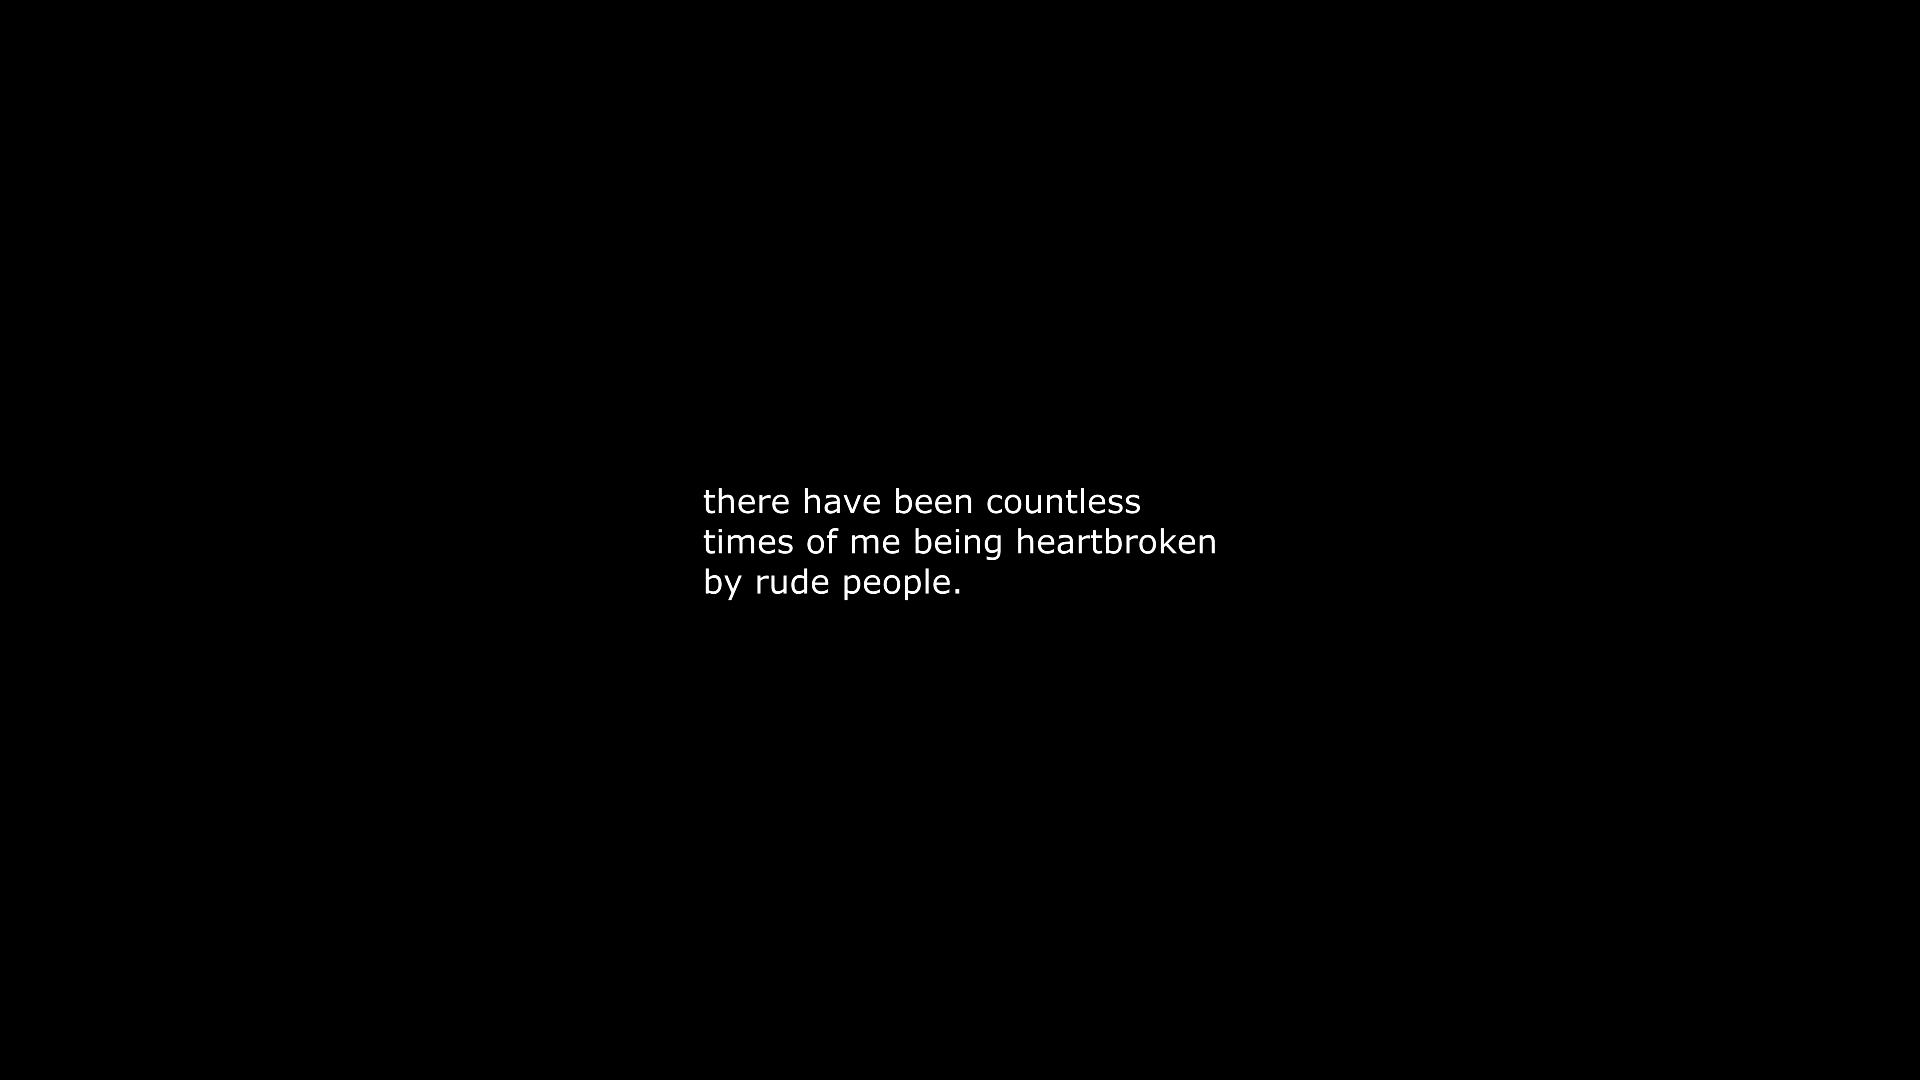 there have been countless
times of me being heartbroken
by rude people.